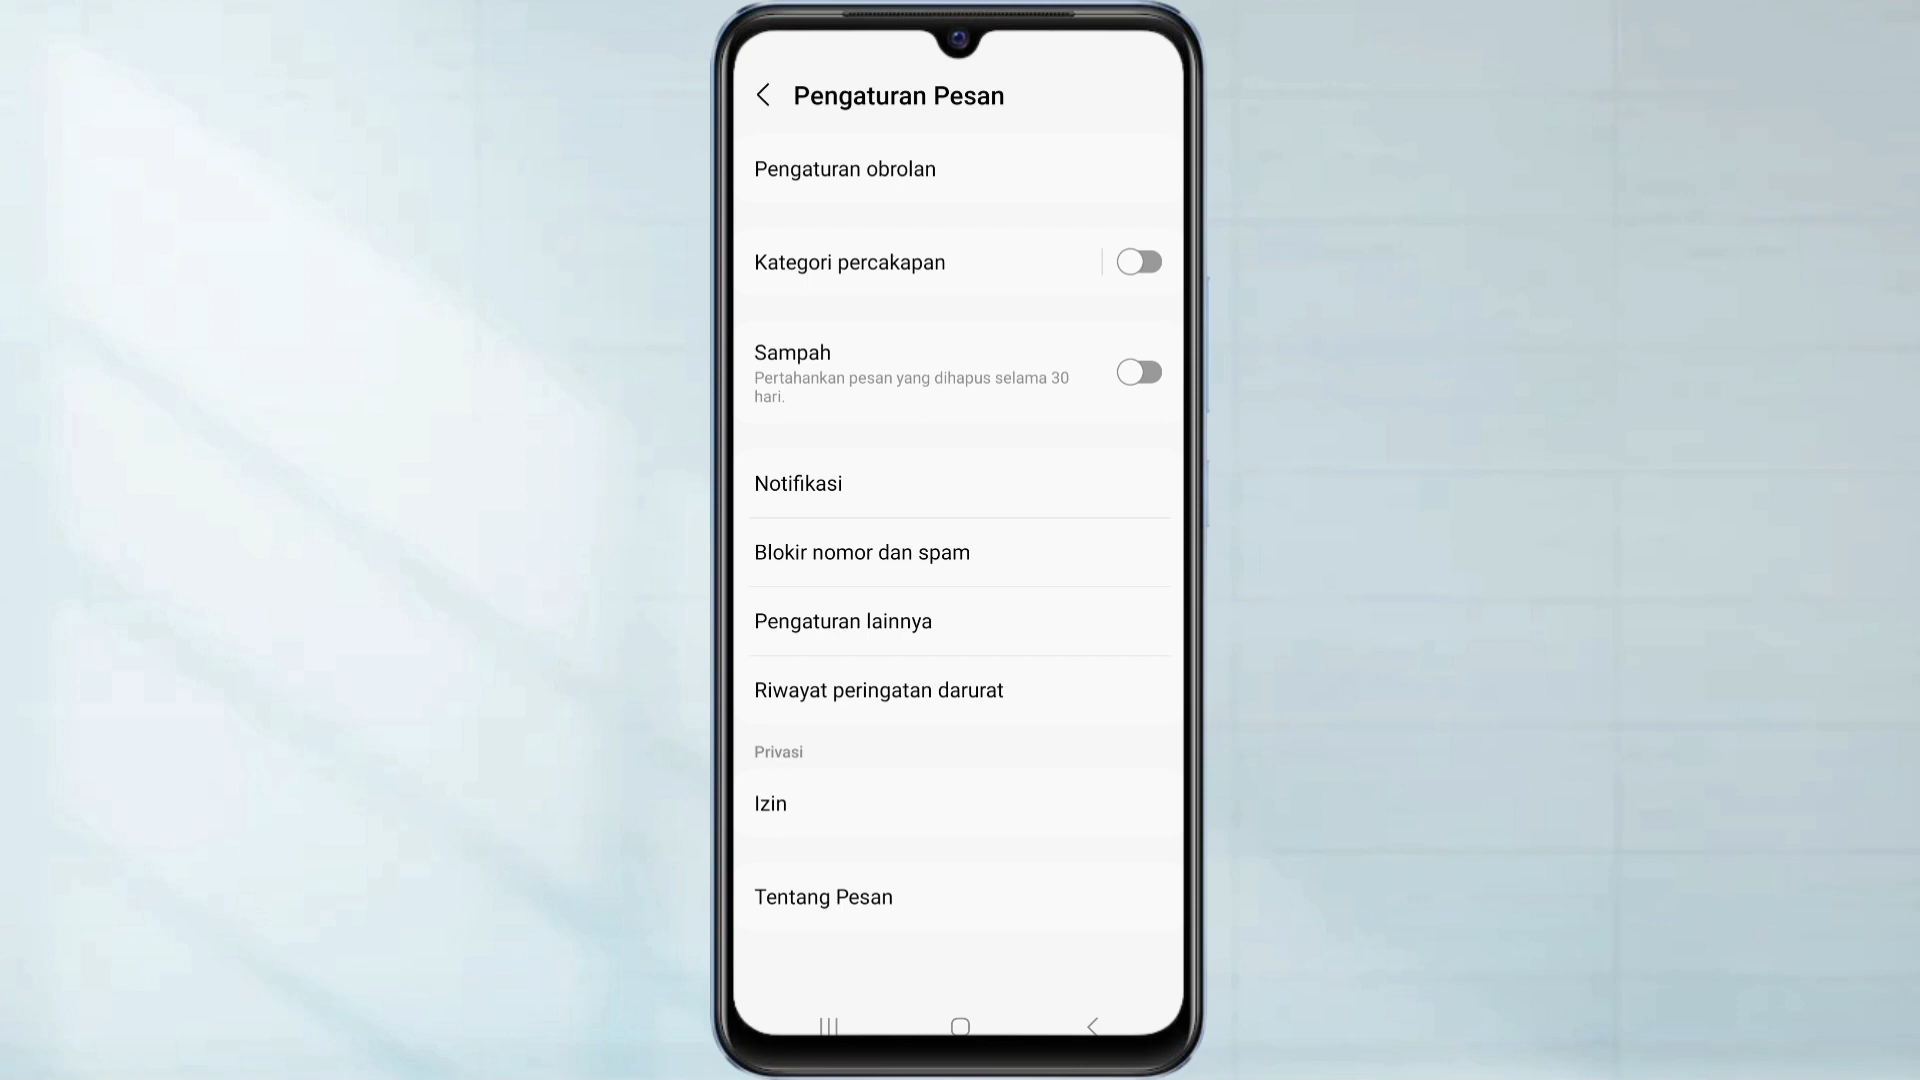 Pengaturan Pesan
Pengaturan obrolan
Kategori percakapan
Sampah
Pertahankan pesan yang dihapus selama 30
hari.
Notifikasi
Blokir nomor dan spam
Pengaturan lainnya
Riwayat peringatan darurat
Privasi
Izin
Tentang Pesan